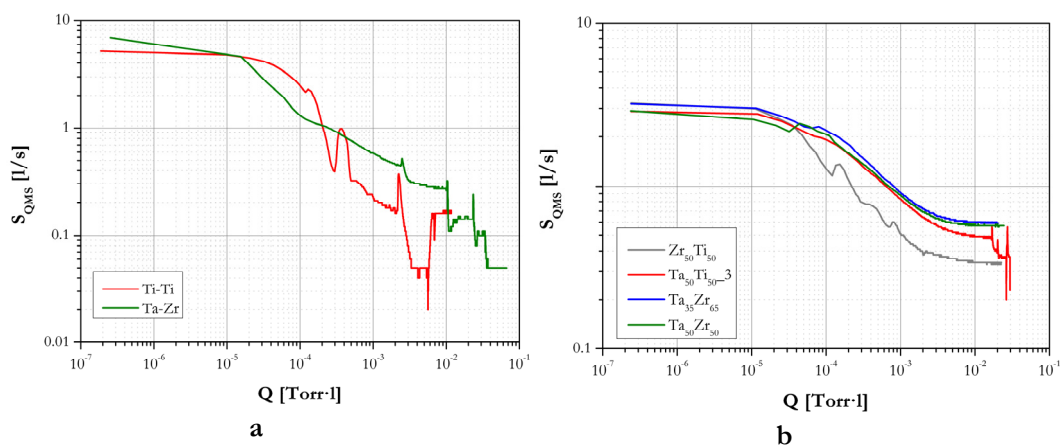 10
1
0.1
0.01
S_QMS [l/s]
Ti-Ti
Ta-Zr
10⁻⁷ 10⁻⁶ 10⁻⁵ 10⁻⁴ 10⁻³ 10⁻² 10⁻¹
Q [Torr·l]
a
10
1
0.1
S_QMS [l/s]
Zr₅₀Ti₅₀
Ta₅₀Ti₅₀_3
Ta₃₅Zr₆₅
Ta₅₀Zr₅₀
10⁻⁷ 10⁻⁶ 10⁻⁵ 10⁻⁴ 10⁻³ 10⁻² 10⁻¹
Q [Torr·l]
b